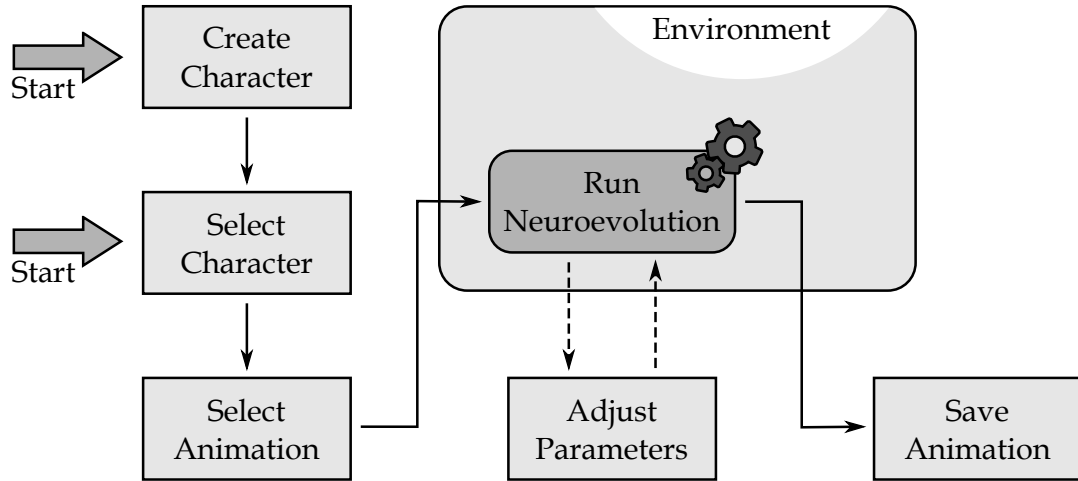 Start
Create
Character
Start
Select
Character
Select
Animation
Environment
Run
Neuroevolution
Adjust
Parameters
Save
Animation